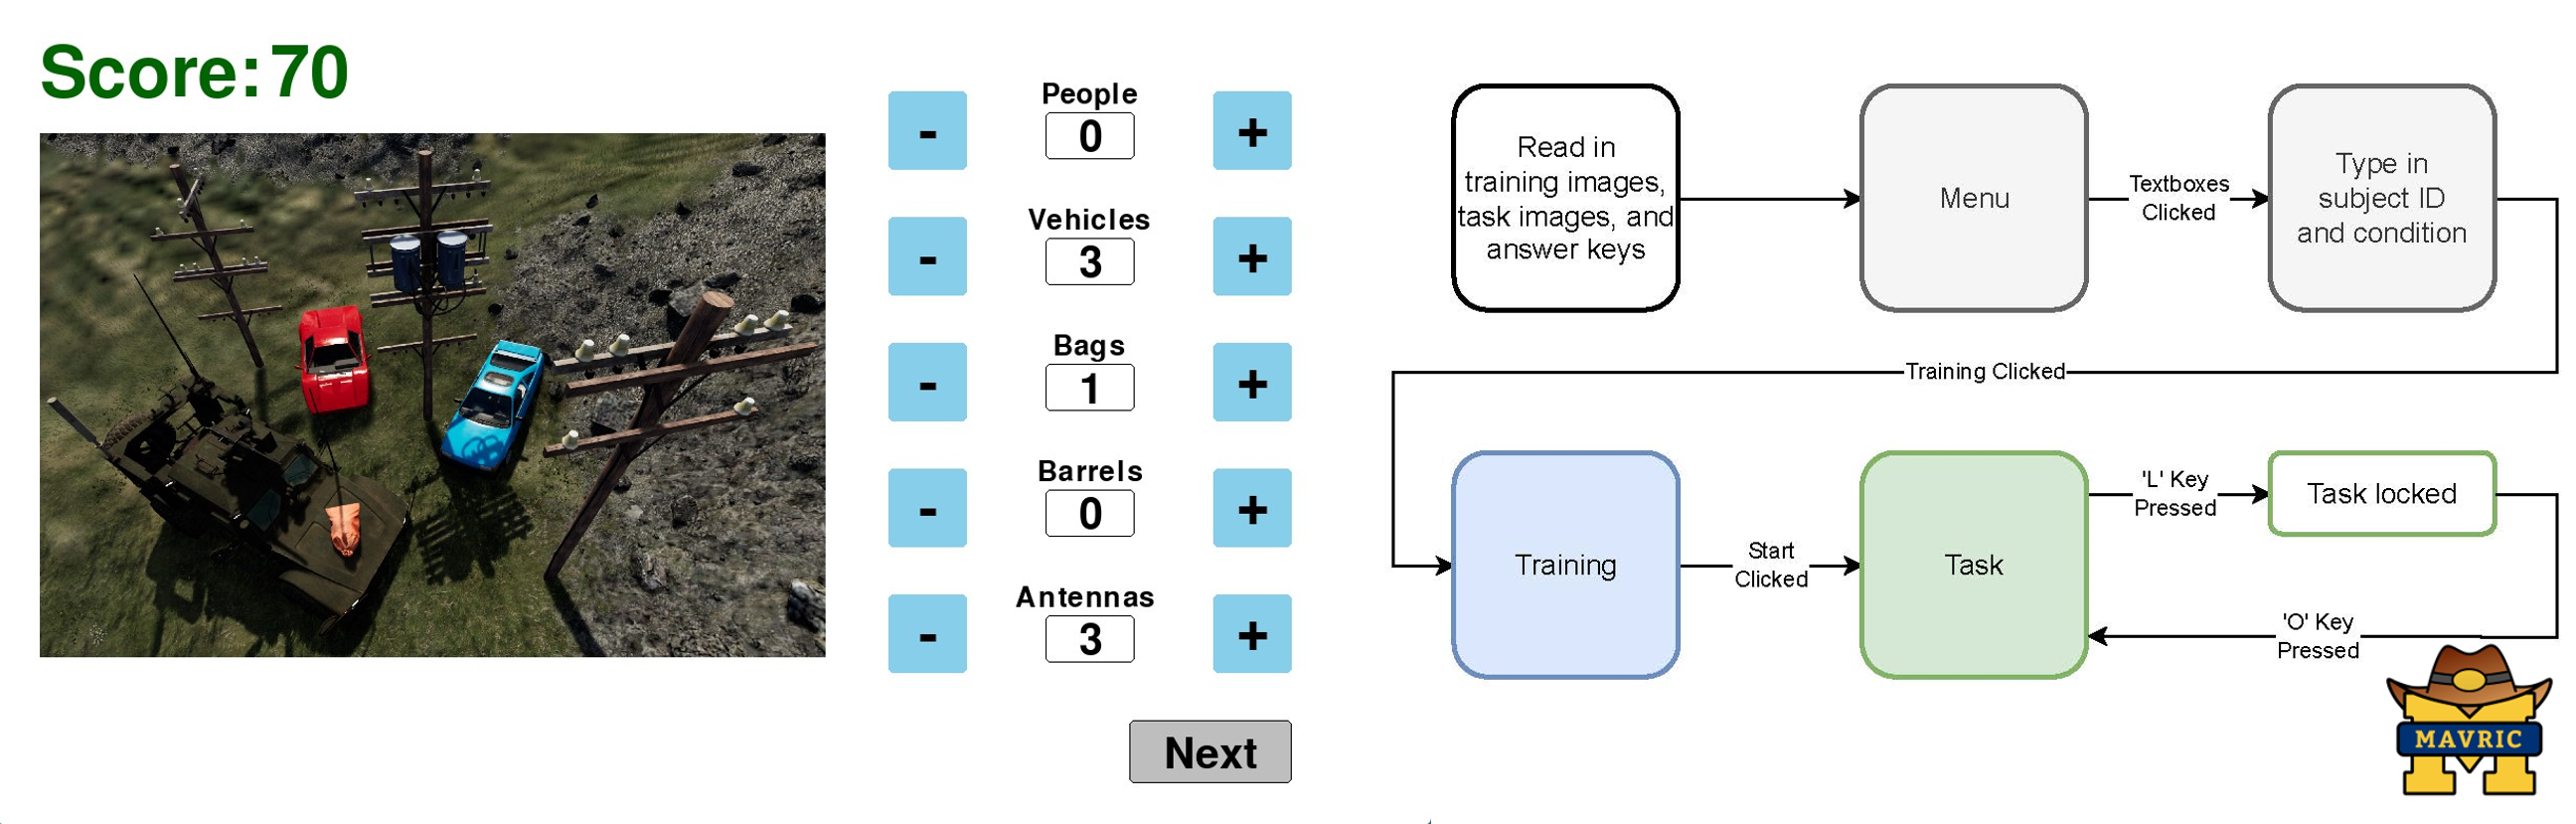 Score: 70
People
- 0 +
Vehicles
- 3 +
Bags
- 1 +
Barrels
- 0 +
Antennas
- 3 +
Next
Read in
training images,
task images, and
answer keys
Menu
Textboxes
Clicked
Type in
subject ID
and condition
Training Clicked
Training
Start
Clicked
Task
'L' Key
Pressed
Task locked
'O' Key
Pressed
MAVRIC